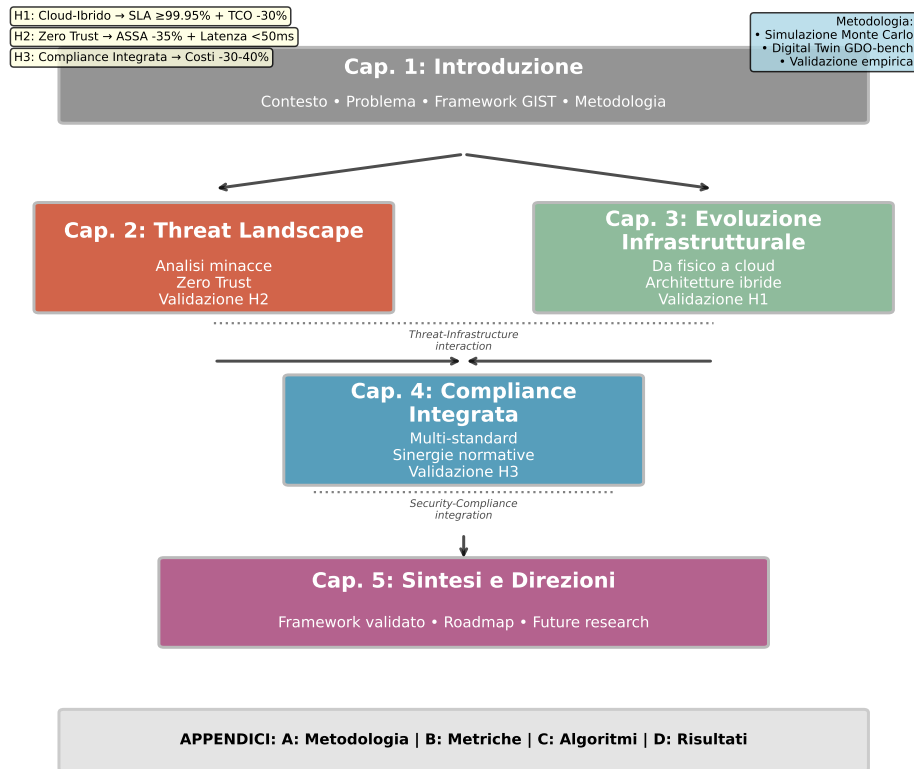 H1: Cloud-Ibrido → SLA ≥99.95% + TCO -30%
H2: Zero Trust → ASSA -35% + Latenza <50ms
H3: Compliance Integrata → Costi -30-40%
Metodologia:
• Simulazione Monte Carlo
• Digital Twin GDO-bench
• Validazione empirica
Cap. 1: Introduzione
Contesto • Problema • Framework GIST • Metodologia
Cap. 2: Threat Landscape
Analisi minacce
Zero Trust
Validazione H2
Cap. 3: Evoluzione
Infrastrutturale
Da fisico a cloud
Architetture ibride
Validazione H1
Threat-Infrastructure
interaction
Cap. 4: Compliance
Integrata
Multi-standard
Sinergie normative
Validazione H3
Security-Compliance
integration
Cap. 5: Sintesi e Direzioni
Framework validato • Roadmap • Future research
APPENDICI: A: Metodologia | B: Metriche | C: Algoritmi | D: Risultati